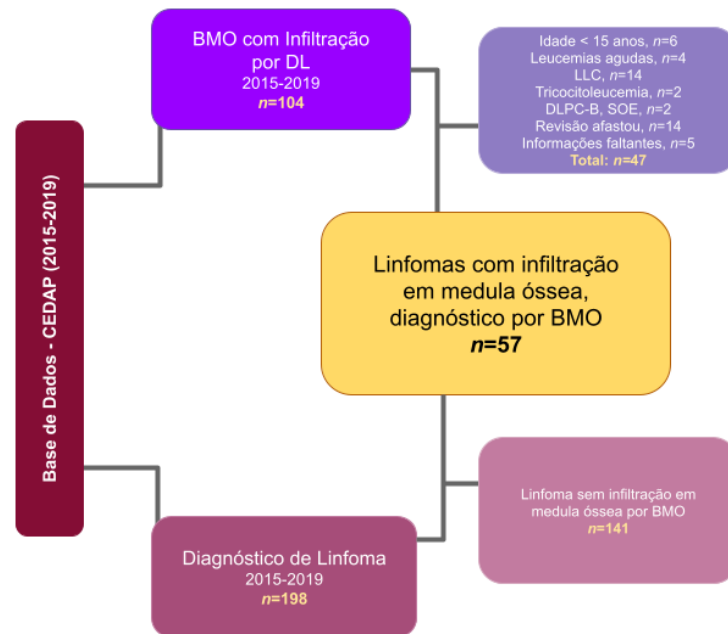 Base de Dados - CEDAP (2015-2019)
BMO com Infiltração
por DL
2015-2019
n=104
Idade < 15 anos, n=6
Leucemias agudas, n=4
LLC, n=14
Tricocitoleucemia, n=2
DLPC-B, SOE, n=2
Revisão afastou, n=14
Informações faltantes, n=5
Total: n=47
Linfomas com infiltração
em medula óssea,
diagnóstico por BMO
n=57
Diagnóstico de Linfoma
2015-2019
n=198
Linfoma sem infiltração em
medula óssea por BMO
n=141